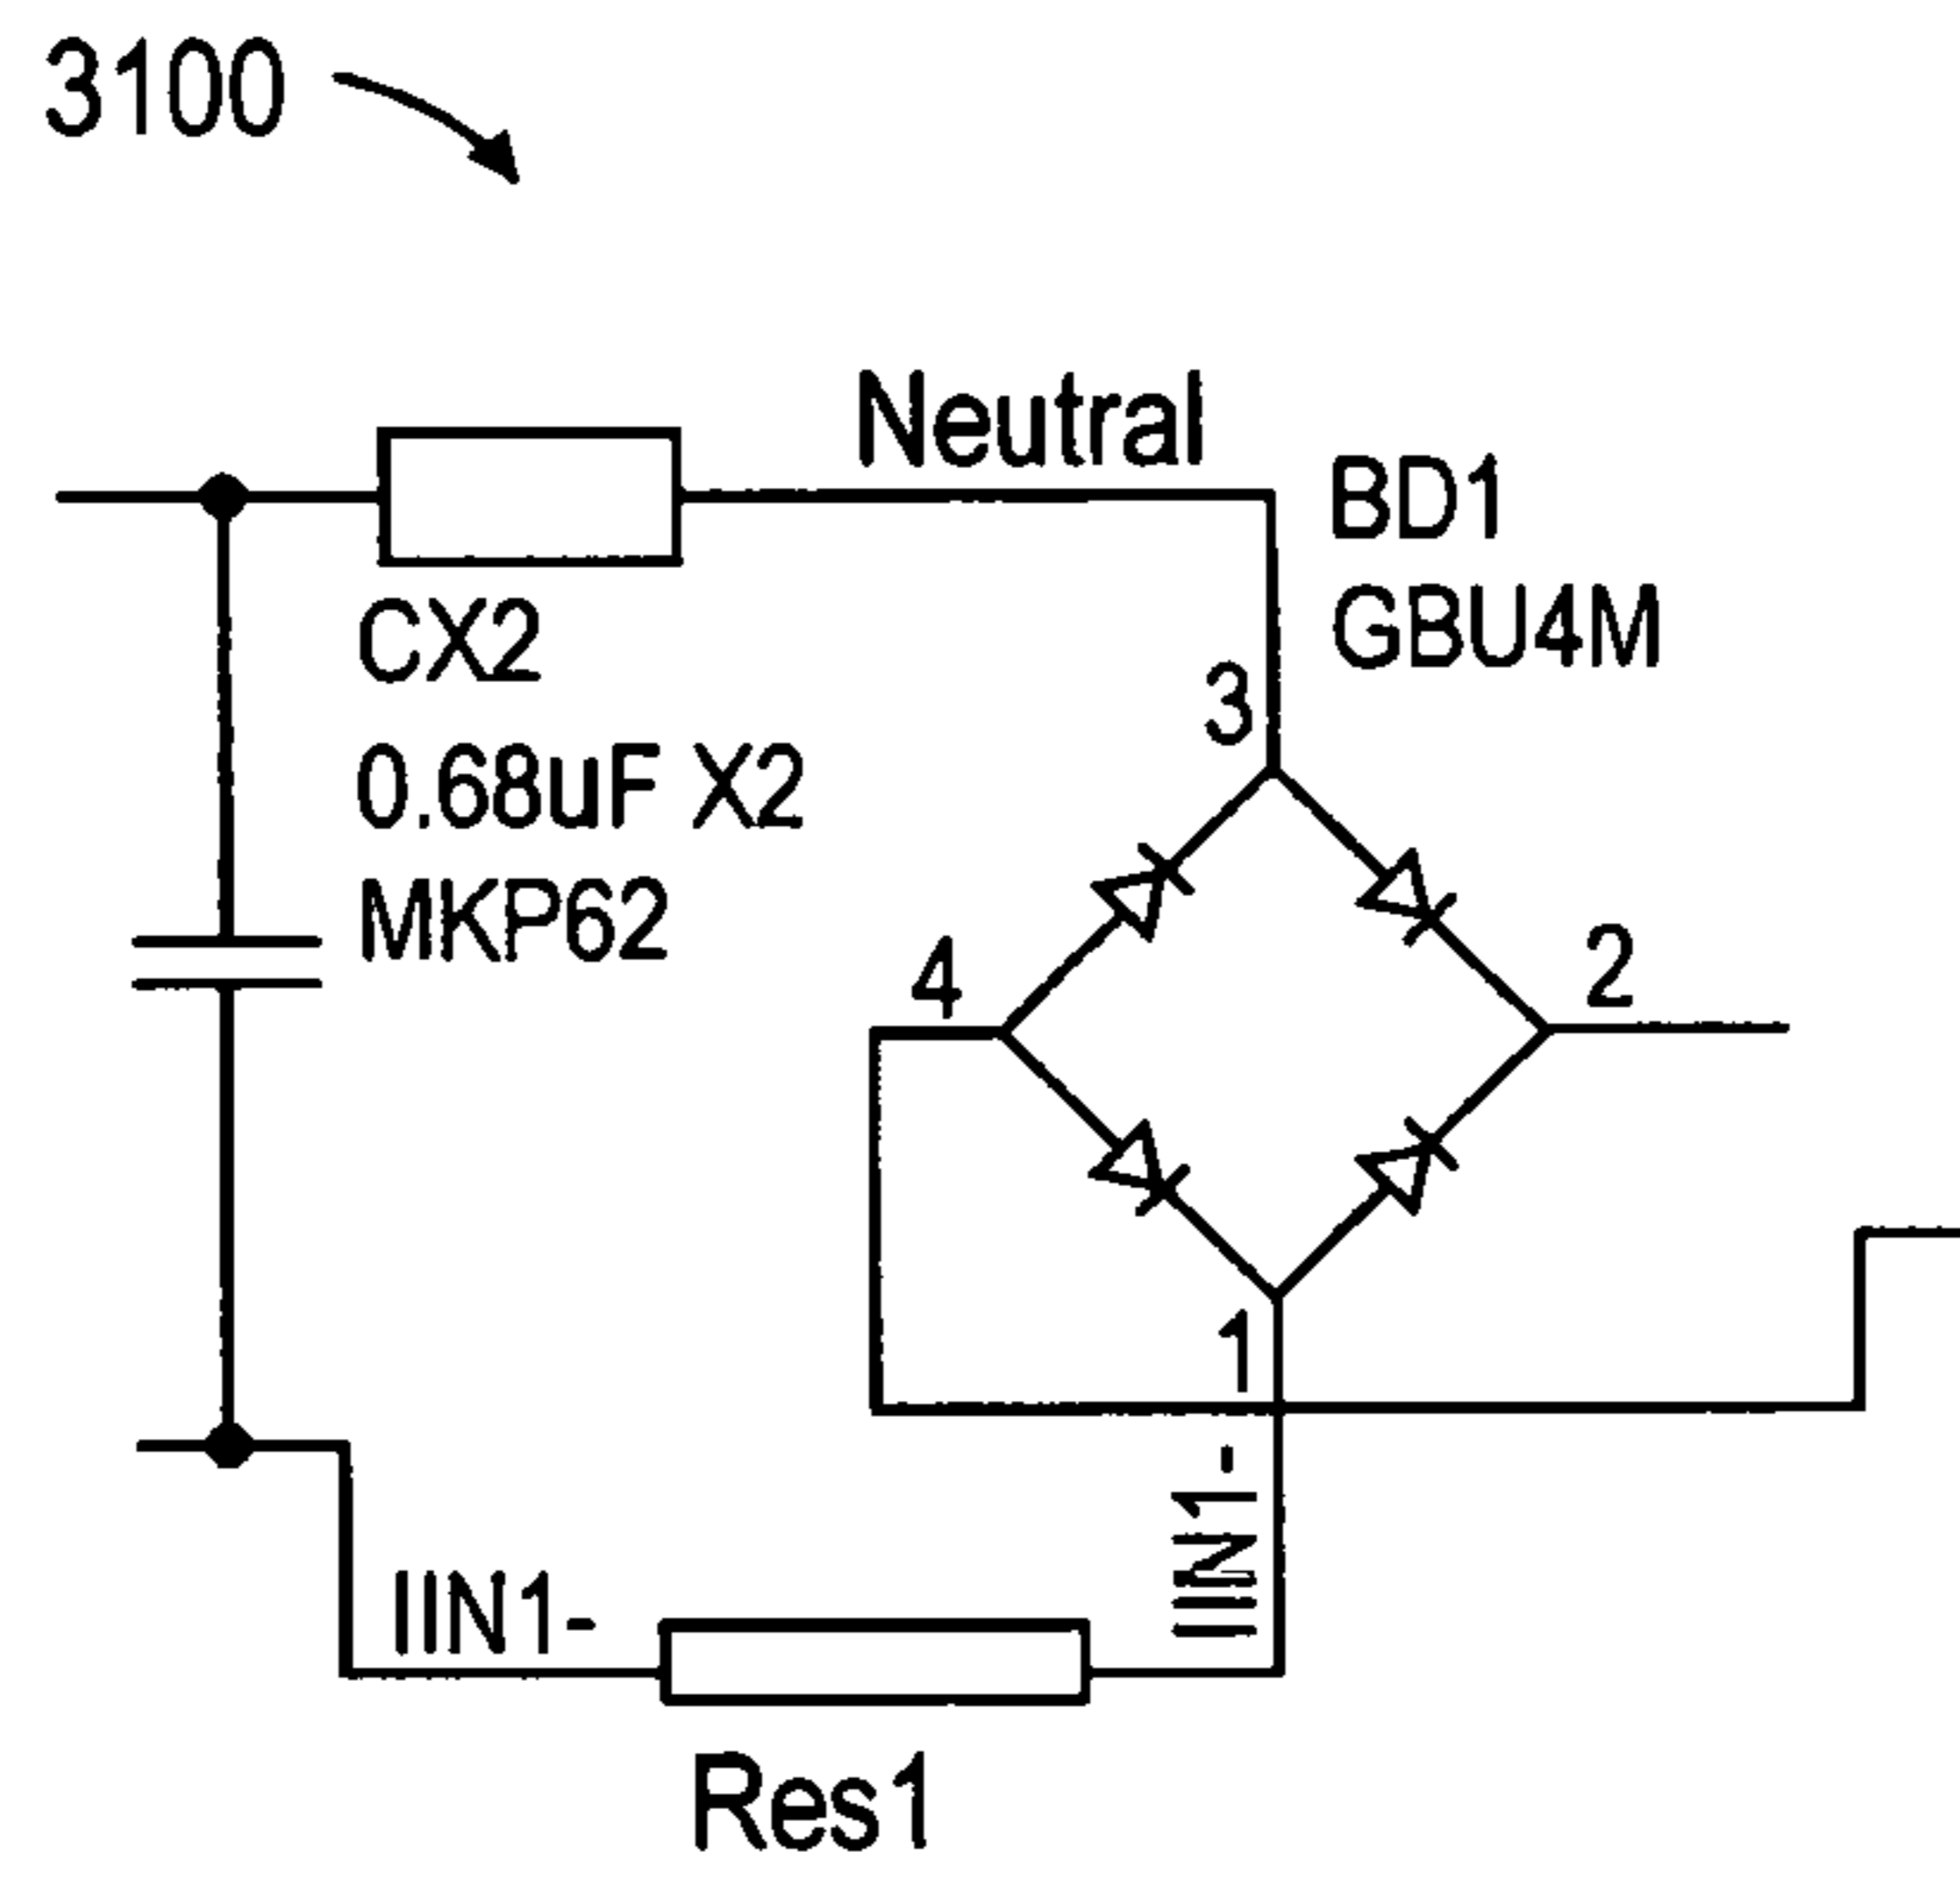 3100
Neutral
BD1
GBU4M
CX2
0.68uF X2
MKP62
3
4
2
1
IIN1-
IIN1-
Res1